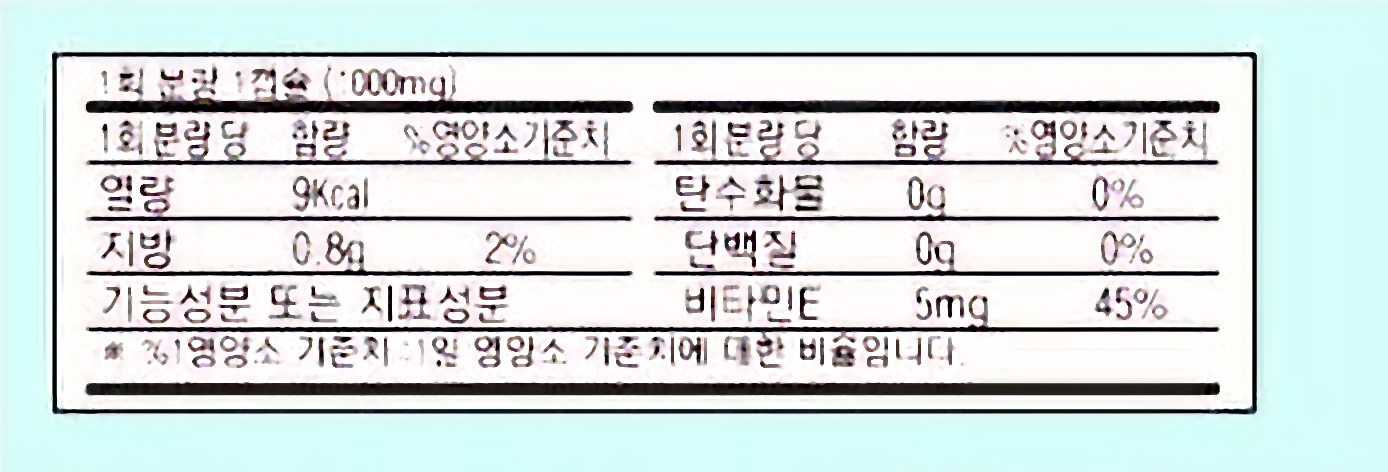 1회 분량 1캡슐 (1000mg)
1회분량당 함량 %영양소기준치 1회분량당 함량 %영양소기준치
열량 9Kcal 탄수화물 0g 0%
지방 0.8g 2% 단백질 0g 0%
기능성분 또는 지표성분 비타민E 5mg 45%
※ %1영양소 기준치 : 1일 영양소 기준치에 대한 비율입니다.